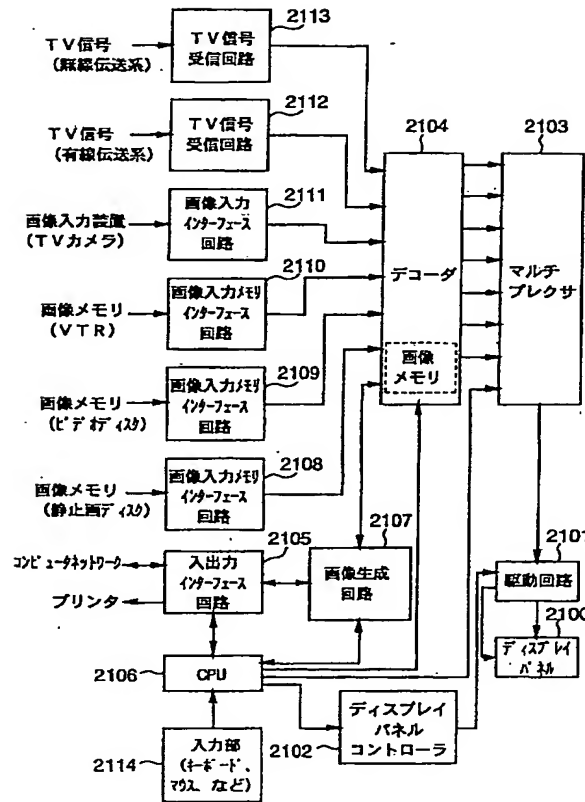 2113
TV信号
(無線伝送系)
TV信号
受信回路
2112
TV信号
(有線伝送系)
TV信号
受信回路
2104
2103
2111
画像入力装置
(TVカメラ)
画像入力
インターフェース
回路
デコーダ
マルチ
プレクサ
2110
画像メモリ
(VTR)
画像入力メモリ
インターフェース
回路
画像
メモリ
2109
画像メモリ
(ビデオディスク)
画像入力メモリ
インターフェース
回路
2108
画像メモリ
(静止画ディスク)
画像入力メモリ
インターフェース
回路
2107
2105
2101
コンピュータネットワーク
プリンタ
入出力
インターフェース
回路
画像生成
回路
駆動回路
2100
ディスプレイ
パネル
2106
CPU
ディスプレイ
パネル
コントローラ
2102
2114
入力部
(キーボード、
マウス、など)